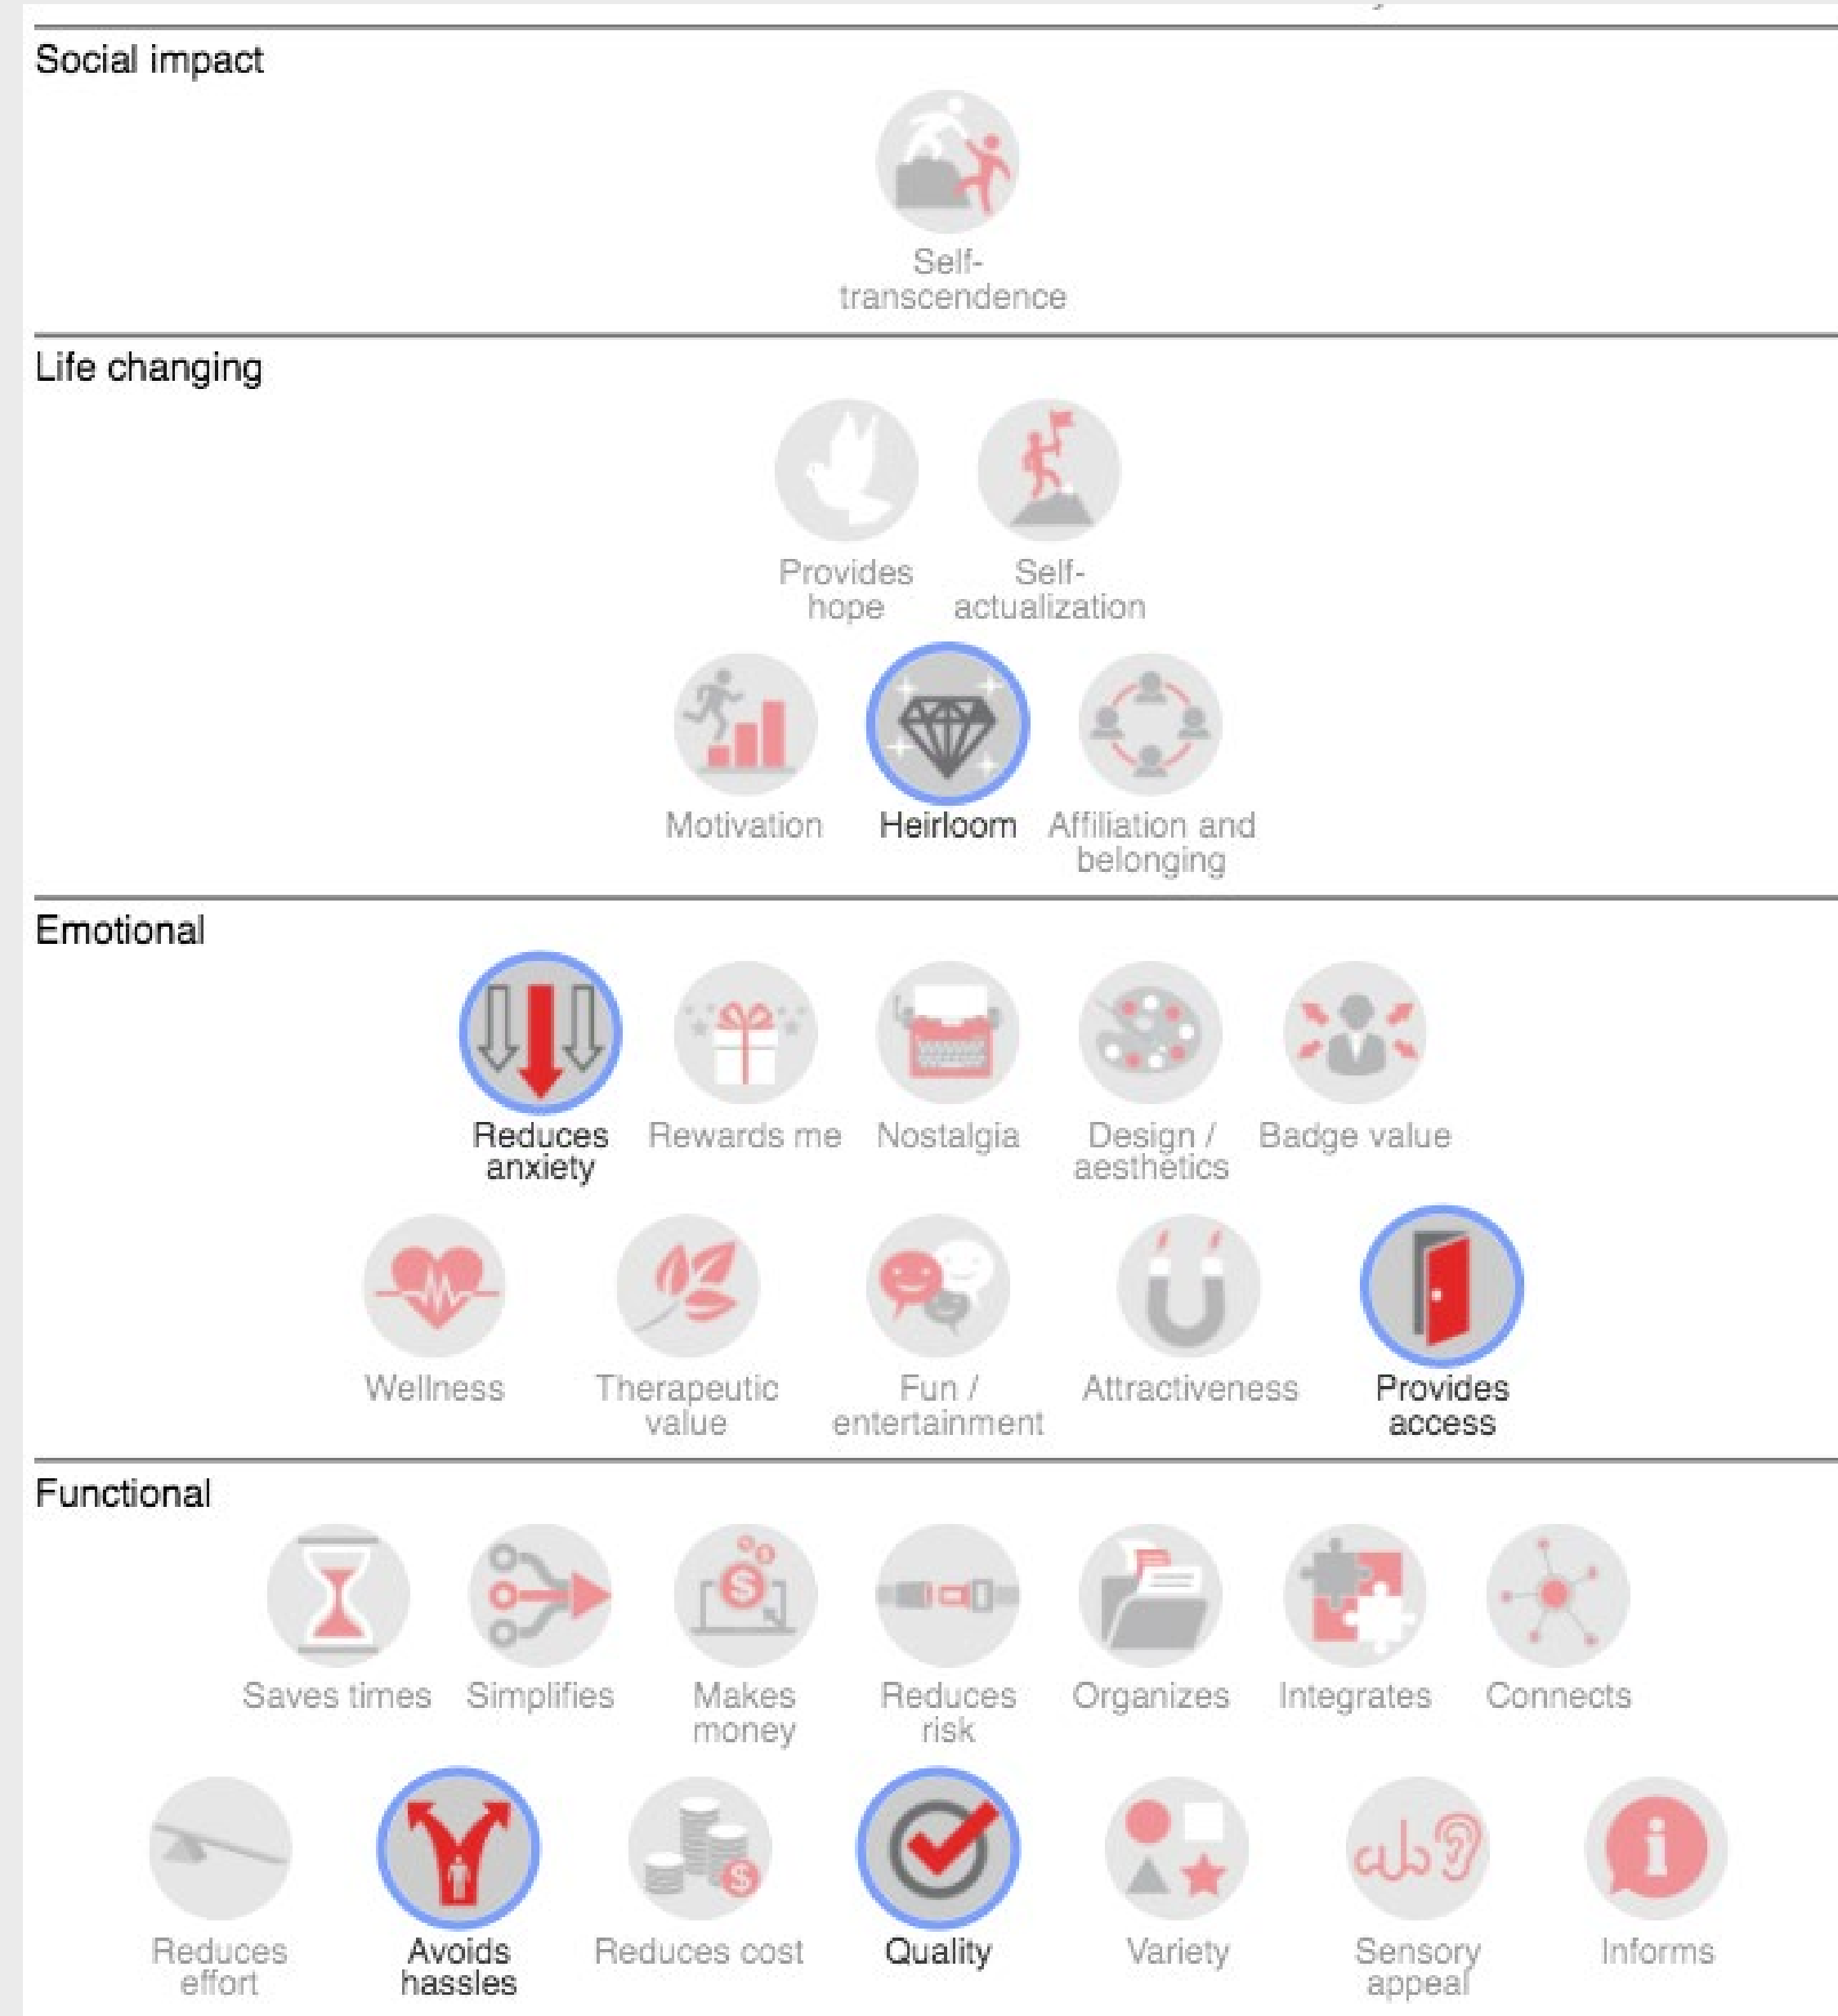 Social impact
Self-
transcendence
Life changing
Provides
hope
Self-
actualization
Motivation
Heirloom
Affiliation and
belonging
Emotional
Reduces
anxiety
Rewards me
Nostalgia
Design /
aesthetics
Badge value
Wellness
Therapeutic
value
Fun /
entertainment
Attractiveness
Provides
access
Functional
Saves times
Simplifies
Makes
money
Reduces
risk
Organizes
Integrates
Connects
Reduces
effort
Avoids
hassles
Reduces cost
Quality
Variety
Sensory
appeal
Informs